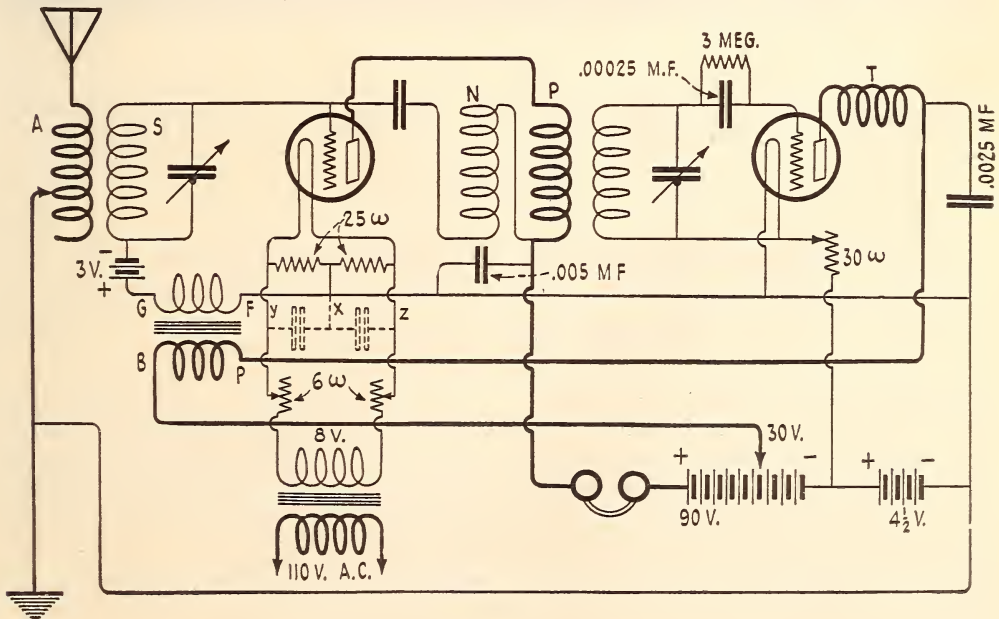 3 MEG.
.00025 M.F.
T
A
S
N
P
.0025 MF
25 ω
30 ω
-
3V.
+
.005 MF
G
F
y
x
z
B
P
6 ω
8 V.
30 V.
+
-
+
-
90 V.
4½ V.
110 V. A.C.